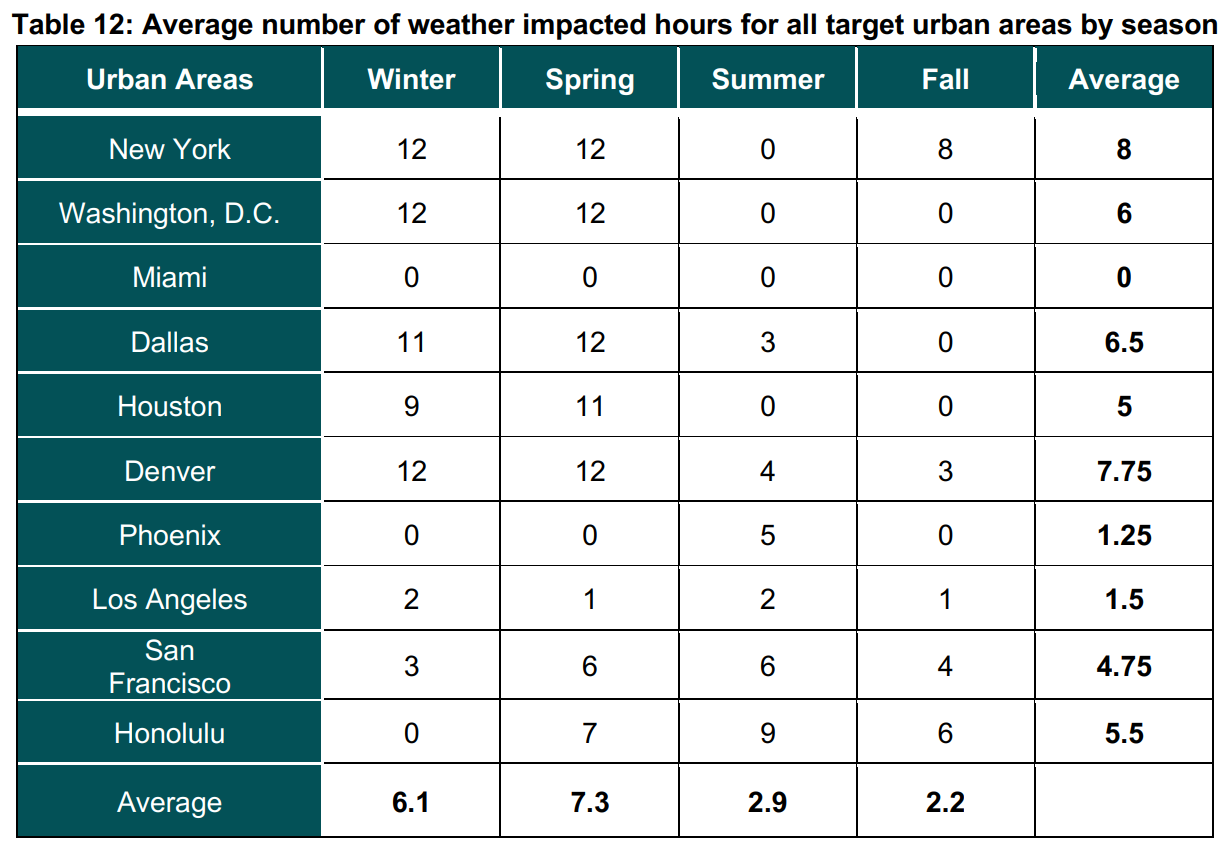 Table 12: Average number of weather impacted hours for all target urban areas by season
Urban Areas Winter Spring Summer Fall Average
New York 12 12 0 8 8
Washington, D.C. 12 12 0 0 6
Miami 0 0 0 0 0
Dallas 11 12 3 0 6.5
Houston 9 11 0 0 5
Denver 12 12 4 3 7.75
Phoenix 0 0 5 0 1.25
Los Angeles 2 1 2 1 1.5
San
Francisco 3 6 6 4 4.75
Honolulu 0 7 9 6 5.5
Average 6.1 7.3 2.9 2.2